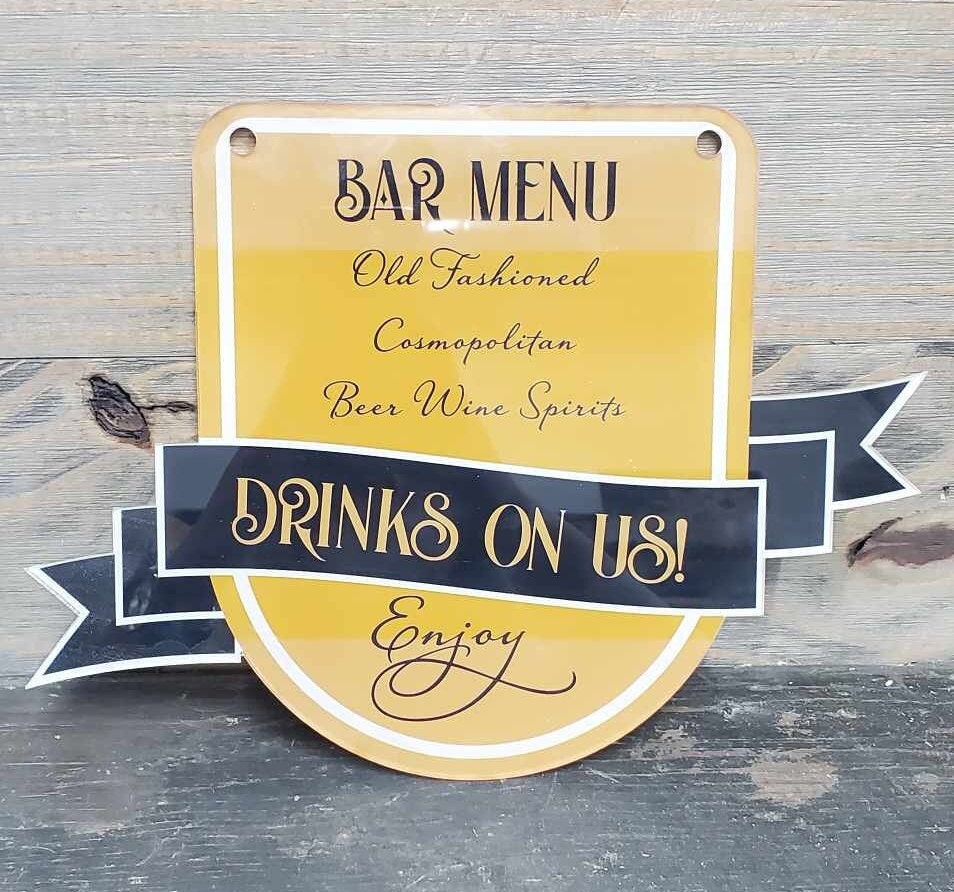 BAR MENU
Old Fashioned
Cosmopolitan
Beer Wine Spirits
DRINKS ON US!
Enjoy